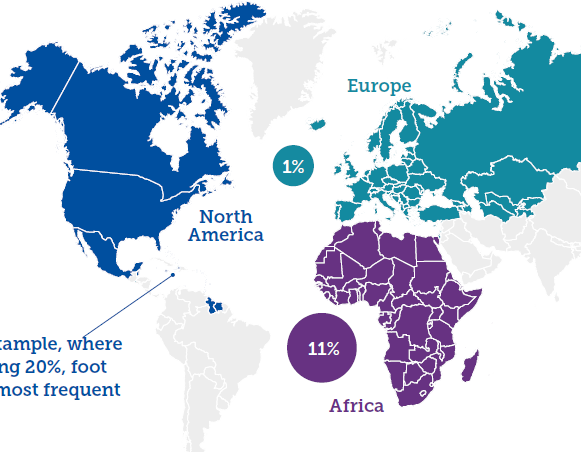 Europe
1%
North
America
ample, where
ng 20%, foot
most frequent
11%
Africa